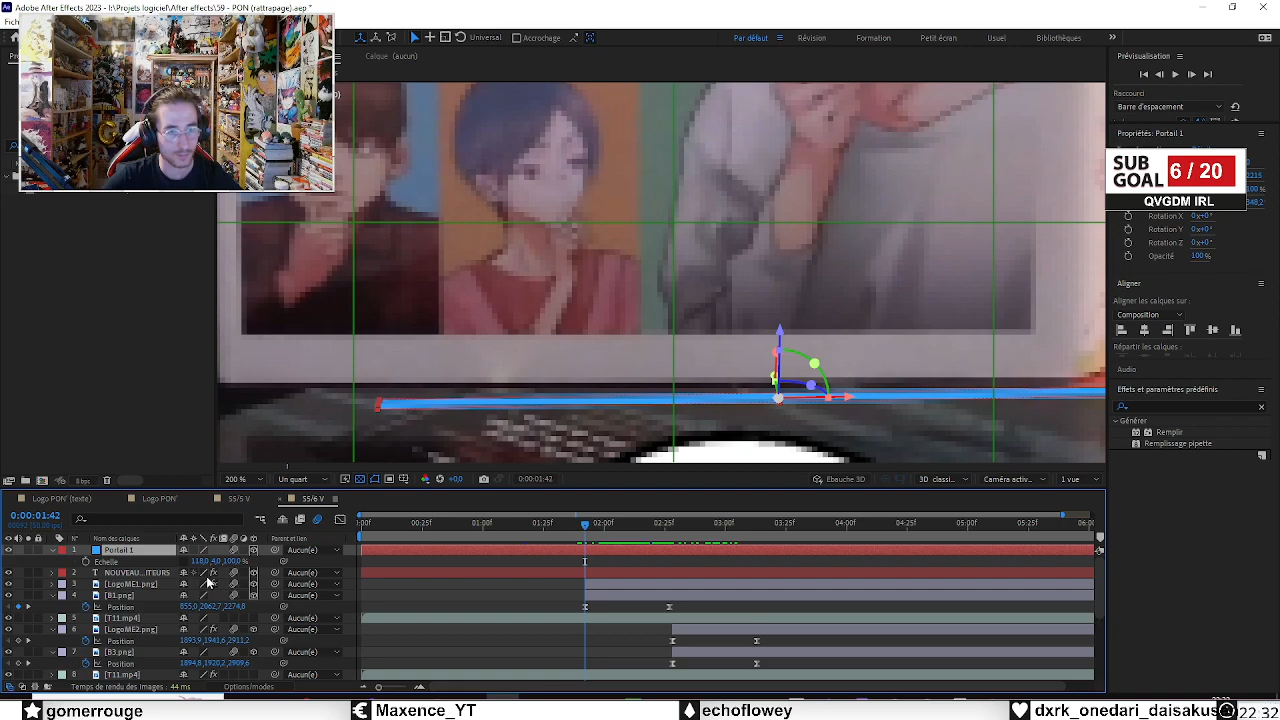 Adobe After Effects 2023 - I:\Projets logiciel\After effects\59 - PON (rattrapage).aep *
Universal
Accrochage
Par défaut
Révision
Formation
Petit écran
Usuel
Bibliothèques
Calque (aucun)
Prévisualisation
Raccourci
Barre d'espacement
Propriétés: Portail 1
SUB GOAL 6 / 20
QVGDM IRL
Rotation X 0x+0°
Rotation Y 0x+0°
Rotation Z 0x+0°
Opacité 100 %
Aligner
Aligner les calques sur:
Composition
Répartir les calques:
Audio
Effets et paramètres prédéfinis
Générer
Remplir
Remplissage pipette
8 bpc
200 %
Un quart
+0,0
0:00:01:42
Ébauche 3D
3D classi...
Caméra activ...
1 vue
Logo PON' (texte)
Logo PON'
S5/5 V
S5/6 V
0:00:01:42
00092 (50.00 ips)
N°
Nom des calques
Parent et lien
:00f
00:25f
01:00f
01:25f
02:00f
02:25f
03:00f
03:25f
04:00f
04:25f
05:00f
05:25f
06:0
1 Portail 1 Aucun(e)
Echelle 118,0,4,0,100,0 %
2 T NOUVEAU...ITEURS Aucun(e)
3 [LogoME1.png] Aucun(e)
4 [B1.png] Aucun(e)
Position 855,0,2062,7,2274,8
5 [T11.mp4] Aucun(e)
6 [LogoME2.png] Aucun(e)
Position 1893,9,1941,6,2911,2
7 [B3.png] Aucun(e)
Position 1894,8,1920,2,2909,6
8 [T11.mp4] Aucun(e)
Temps de rendu des images : 44 ms
Options/modes
gomerrouge
Maxence_YT
echoflowey
dxrk_onedari_daisakus
22:32